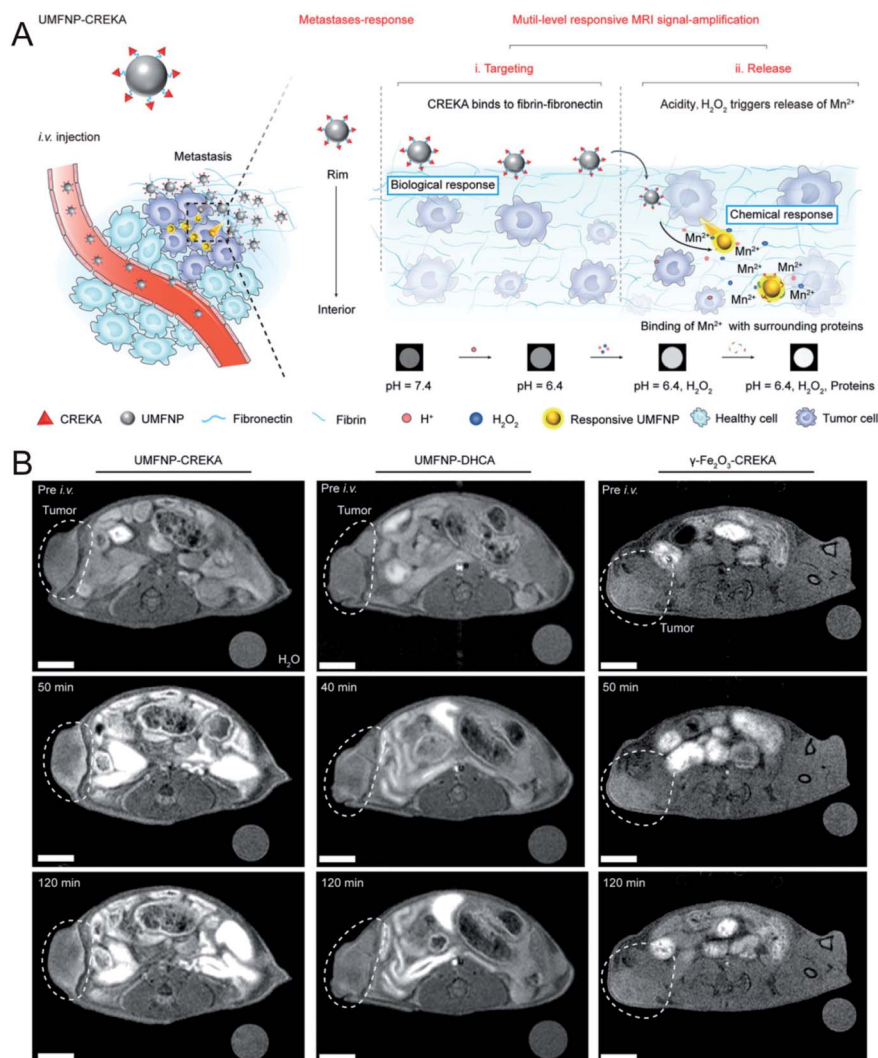 A
UMFNP-CREKA
Metastases-response
Mutil-level responsive MRI signal-amplification
i. Targeting
ii. Release
CREKA binds to fibrin-fibronectin
Acidity, H₂O₂ triggers release of Mn²⁺
i.v. injection
Metastasis
Rim
Interior
Biological response
Chemical response
Mn²⁺
Mn²⁺
Mn²⁺
Mn²⁺
Mn²⁺
Mn²⁺
Binding of Mn²⁺ with surrounding proteins
pH = 7.4
pH = 6.4
pH = 6.4, H₂O₂
pH = 6.4, H₂O₂, Proteins
CREKA
UMFNP
Fibronectin
Fibrin
H⁺
H₂O₂
Responsive UMFNP
Healthy cell
Tumor cell
B
UMFNP-CREKA
UMFNP-DHCA
γ-Fe₂O₃-CREKA
Pre i.v.
Tumor
H₂O
Pre i.v.
Pre i.v.
Tumor
50 min
40 min
50 min
120 min
120 min
120 min